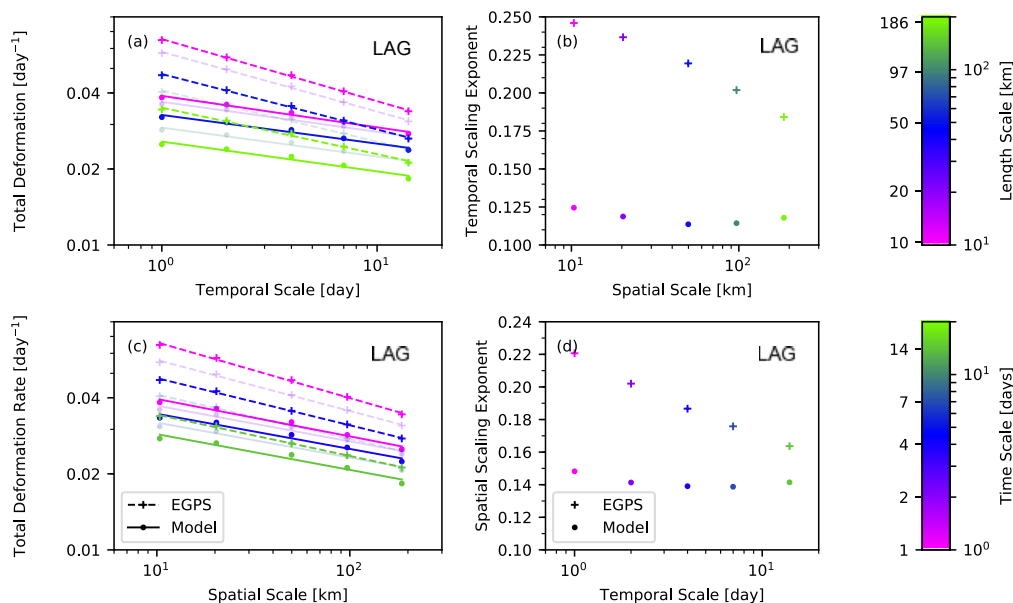 (a)
LAG
0.04
0.02
0.01
10⁰
10¹
Temporal Scale [day]
Total Deformation [day⁻¹]
(b)
LAG
0.250
0.225
0.200
0.175
0.150
0.125
0.100
10¹
10²
Spatial Scale [km]
Temporal Scaling Exponent
186
97
50
20
10
10²
10¹
Length Scale [km]
(c)
LAG
0.04
0.02
0.01
EGPS
Model
10¹
10²
Spatial Scale [km]
Total Deformation Rate [day⁻¹]
(d)
LAG
0.24
0.22
0.20
0.18
0.16
0.14
0.12
0.10
EGPS
Model
10⁰
10¹
Temporal Scale [day]
Spatial Scaling Exponent
14
7
4
2
1
10¹
10⁰
Time Scale [days]